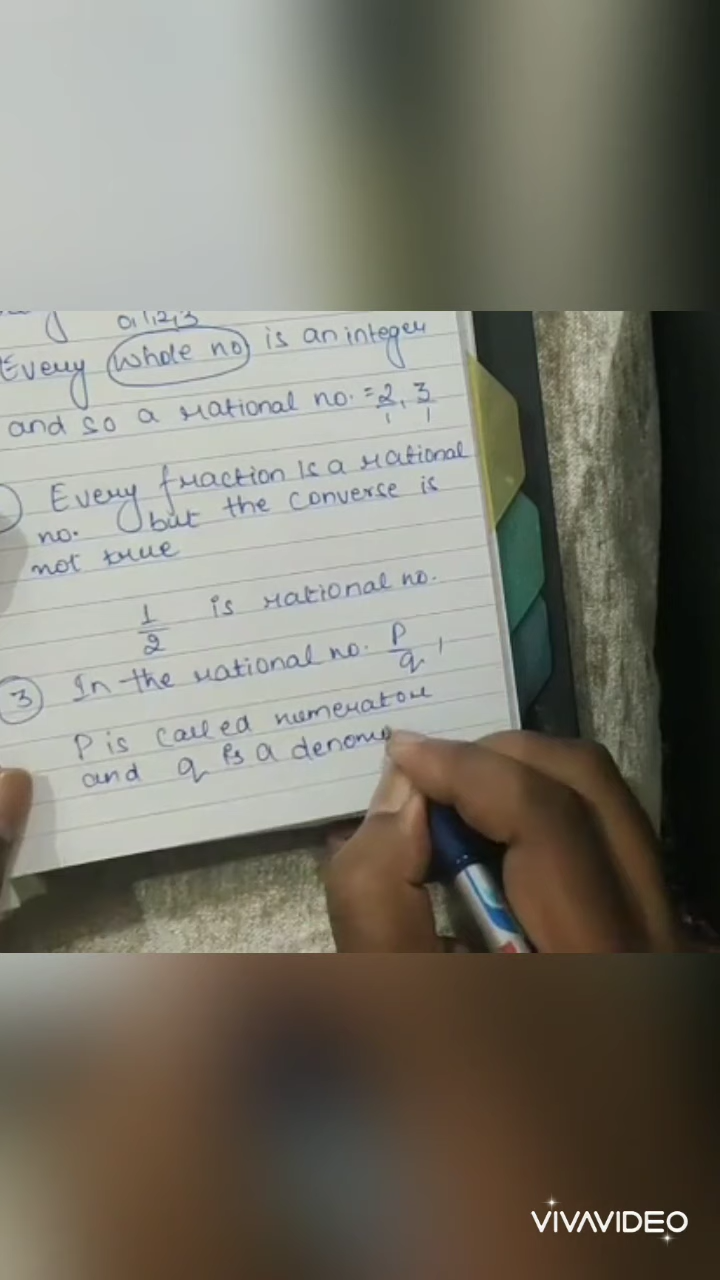 0,1,2,3
Every whole no is an integer
and so a rational no. = 2/1, 3/1
Every fraction is a rational
no. but the converse is
not true
1/2 is rational no.
3 In the rational no. P/q,
P is called numerator
and q is a denom
VIVAVIDEO